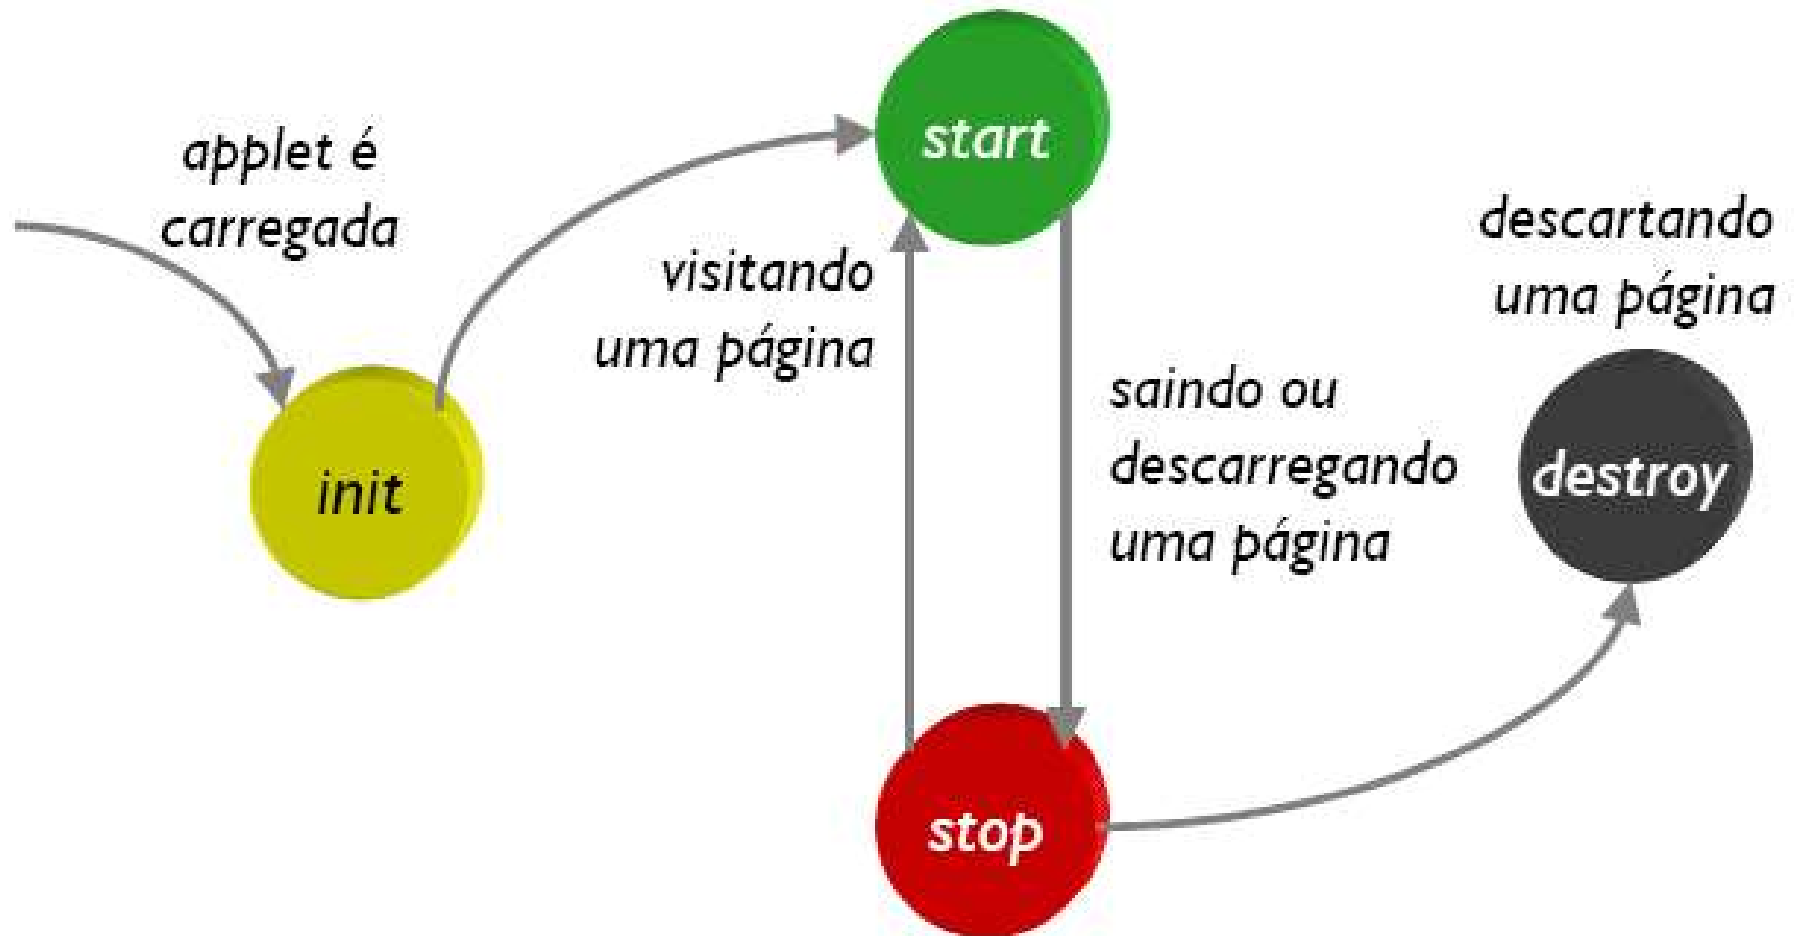 applet é
carregada
init
start
visitando
uma página
saindo ou
descarregando
uma página
stop
descartando
uma página
destroy